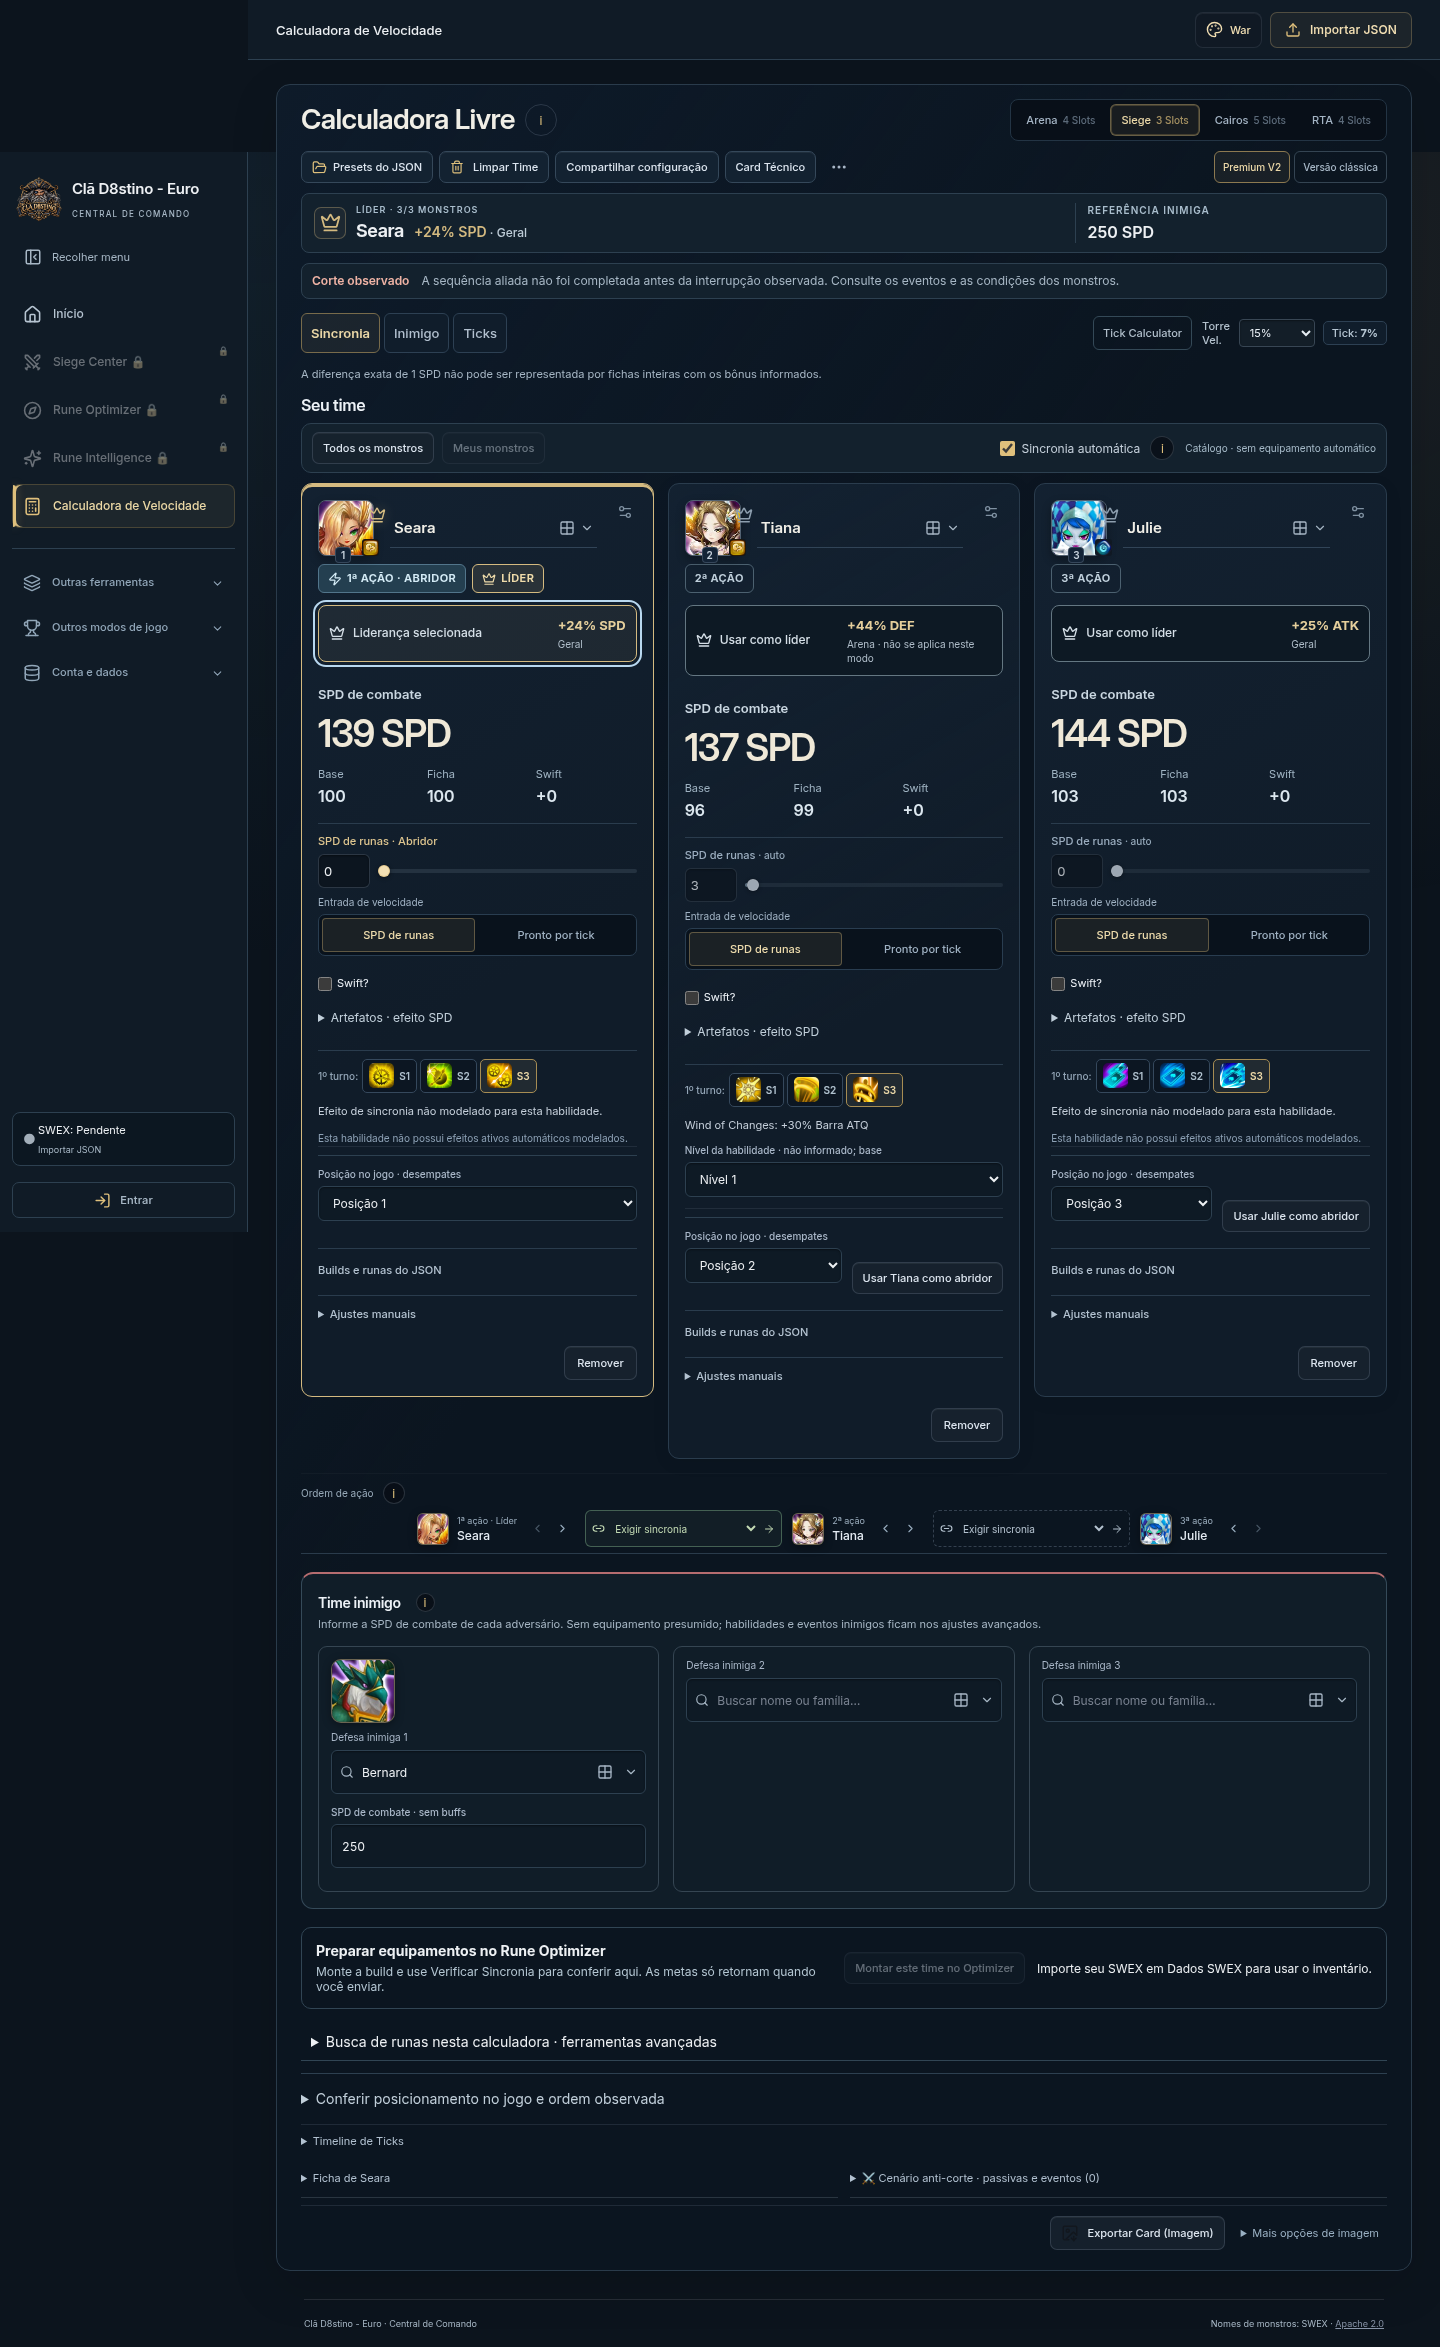 Calculadora de Velocidade
War
Importar JSON
Clã D8stino - Euro
CENTRAL DE COMANDO
Recolher menu
Início
Siege Center
Rune Optimizer
Rune Intelligence
Calculadora de Velocidade
Outras ferramentas
Outros modos de jogo
Conta e dados
SWEX: Pendente
Importar JSON
Entrar
Calculadora Livre
i
Arena 4 Slots
Siege 3 Slots
Cairos 5 Slots
RTA 4 Slots
Presets do JSON
Limpar Time
Compartilhar configuração
Card Técnico
Premium V2
Versão clássica
LÍDER · 3/3 MONSTROS
Seara +24% SPD · Geral
REFERÊNCIA INIMIGA
250 SPD
Corte observado A sequência aliada não foi completada antes da interrupção observada. Consulte os eventos e as condições dos monstros.
Sincronia
Inimigo
Ticks
Tick Calculator
Torre Vel.
15%
Tick: 7%
A diferença exata de 1 SPD não pode ser representada por fichas inteiras com os bônus informados.
Seu time
Todos os monstros
Meus monstros
Sincronia automática
i
Catálogo · sem equipamento automático
1
Seara
1ª AÇÃO · ABRIDOR
LÍDER
Liderança selecionada
+24% SPD
Geral
SPD de combate
139 SPD
Base Ficha Swift
100 100 +0
SPD de runas · Abridor
0
Entrada de velocidade
SPD de runas
Pronto por tick
Swift?
Artefatos · efeito SPD
1º turno: S1 S2 S3
Efeito de sincronia não modelado para esta habilidade.
Esta habilidade não possui efeitos ativos automáticos modelados.
Posição no jogo · desempates
Posição 1
Builds e runas do JSON
Ajustes manuais
Remover
2
Tiana
2ª AÇÃO
Usar como líder
+44% DEF
Arena · não se aplica neste modo
SPD de combate
137 SPD
Base Ficha Swift
96 99 +0
SPD de runas · auto
3
Entrada de velocidade
SPD de runas
Pronto por tick
Swift?
Artefatos · efeito SPD
1º turno: S1 S2 S3
Wind of Changes: +30% Barra ATQ
Nível da habilidade · não informado; base
Nível 1
Posição no jogo · desempates
Posição 2
Usar Tiana como abridor
Builds e runas do JSON
Ajustes manuais
Remover
3
Julie
3ª AÇÃO
Usar como líder
+25% ATK
Geral
SPD de combate
144 SPD
Base Ficha Swift
103 103 +0
SPD de runas · auto
0
Entrada de velocidade
SPD de runas
Pronto por tick
Swift?
Artefatos · efeito SPD
1º turno: S1 S2 S3
Efeito de sincronia não modelado para esta habilidade.
Esta habilidade não possui efeitos ativos automáticos modelados.
Posição no jogo · desempates
Posição 3
Usar Julie como abridor
Builds e runas do JSON
Ajustes manuais
Remover
Ordem de ação
i
1ª ação · Líder
Seara
Exigir sincronia
2ª ação
Tiana
Exigir sincronia
3ª ação
Julie
Time inimigo
i
Informe a SPD de combate de cada adversário. Sem equipamento presumido; habilidades e eventos inimigos ficam nos ajustes avançados.
Defesa inimiga 1
Bernard
SPD de combate · sem buffs
250
Defesa inimiga 2
Buscar nome ou família...
Defesa inimiga 3
Buscar nome ou família...
Preparar equipamentos no Rune Optimizer
Monte a build e use Verificar Sincronia para conferir aqui. As metas só retornam quando
você enviar.
Montar este time no Optimizer
Importe seu SWEX em Dados SWEX para usar o inventário.
Busca de runas nesta calculadora · ferramentas avançadas
Conferir posicionamento no jogo e ordem observada
Timeline de Ticks
Ficha de Seara
Cenário anti-corte · passivas e eventos (0)
Exportar Card (Imagem)
Mais opções de imagem
Clã D8stino - Euro · Central de Comando
Nomes de monstros: SWEX · Apache 2.0